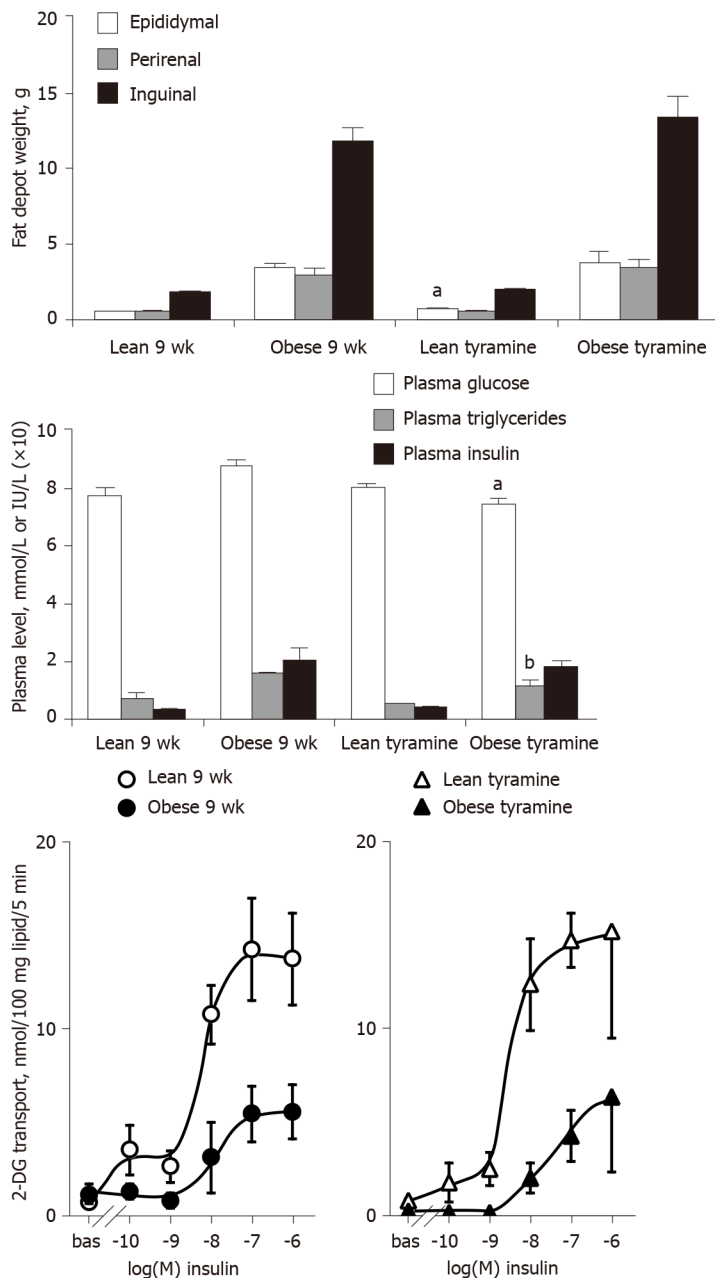 Epididymal
Perirenal
Inguinal
Fat depot weight, g
20
15
10
5
0
a
Lean 9 wk Obese 9 wk Lean tyramine Obese tyramine
Plasma glucose
Plasma triglycerides
Plasma insulin
Plasma level, mmol/L or IU/L (×10)
10
8
6
4
2
0
a
b
Lean 9 wk Obese 9 wk Lean tyramine Obese tyramine
Lean 9 wk
Obese 9 wk
Lean tyramine
Obese tyramine
2-DG transport, nmol/100 mg lipid/5 min
20
10
0
bas -10 -9 -8 -7 -6
log(M) insulin
20
10
0
bas -10 -9 -8 -7 -6
log(M) insulin